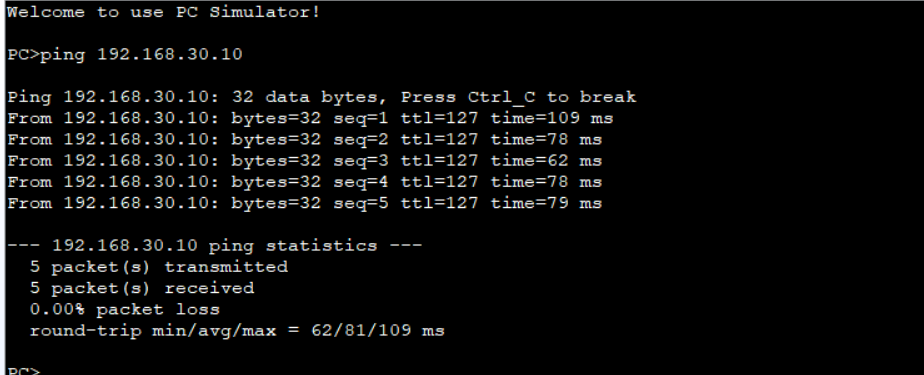 Welcome to use PC Simulator!
PC>ping 192.168.30.10
Ping 192.168.30.10: 32 data bytes, Press Ctrl_C to break
From 192.168.30.10: bytes=32 seq=1 ttl=127 time=109 ms
From 192.168.30.10: bytes=32 seq=2 ttl=127 time=78 ms
From 192.168.30.10: bytes=32 seq=3 ttl=127 time=62 ms
From 192.168.30.10: bytes=32 seq=4 ttl=127 time=78 ms
From 192.168.30.10: bytes=32 seq=5 ttl=127 time=79 ms
--- 192.168.30.10 ping statistics ---
5 packet(s) transmitted
5 packet(s) received
0.00% packet loss
round-trip min/avg/max = 62/81/109 ms
PC>